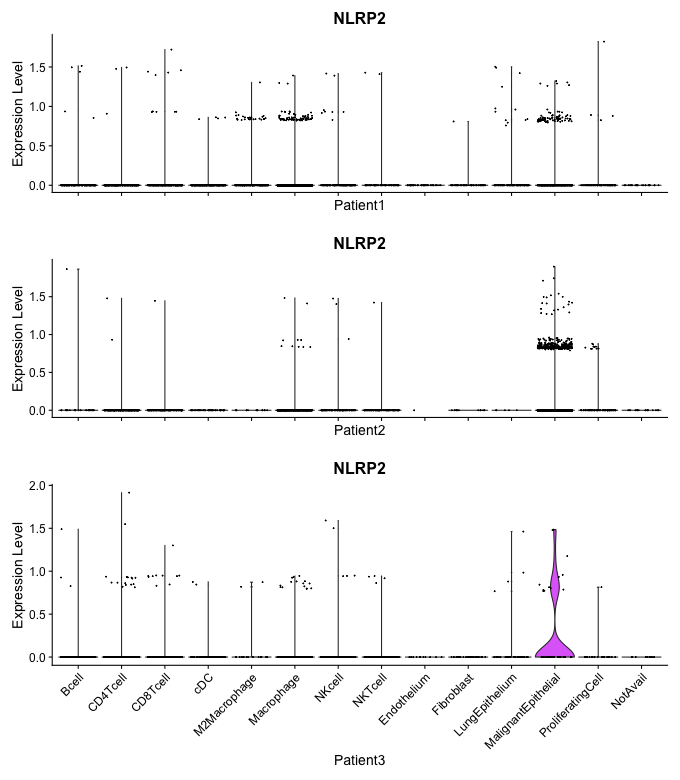 NLRP2
Expression Level
1.5
1.0
0.5
0.0
Patient1
NLRP2
Expression Level
1.5
1.0
0.5
0.0
Patient2
NLRP2
Expression Level
2.0
1.5
1.0
0.5
0.0
Bcell
CD4Tcell
CD8Tcell
cDC
M2Macrophage
Macrophage
NKcell
NKTcell
Endothelium
Fibroblast
LungEpithelium
MalignantEpithelial
ProliferatingCell
NotAvail
Patient3